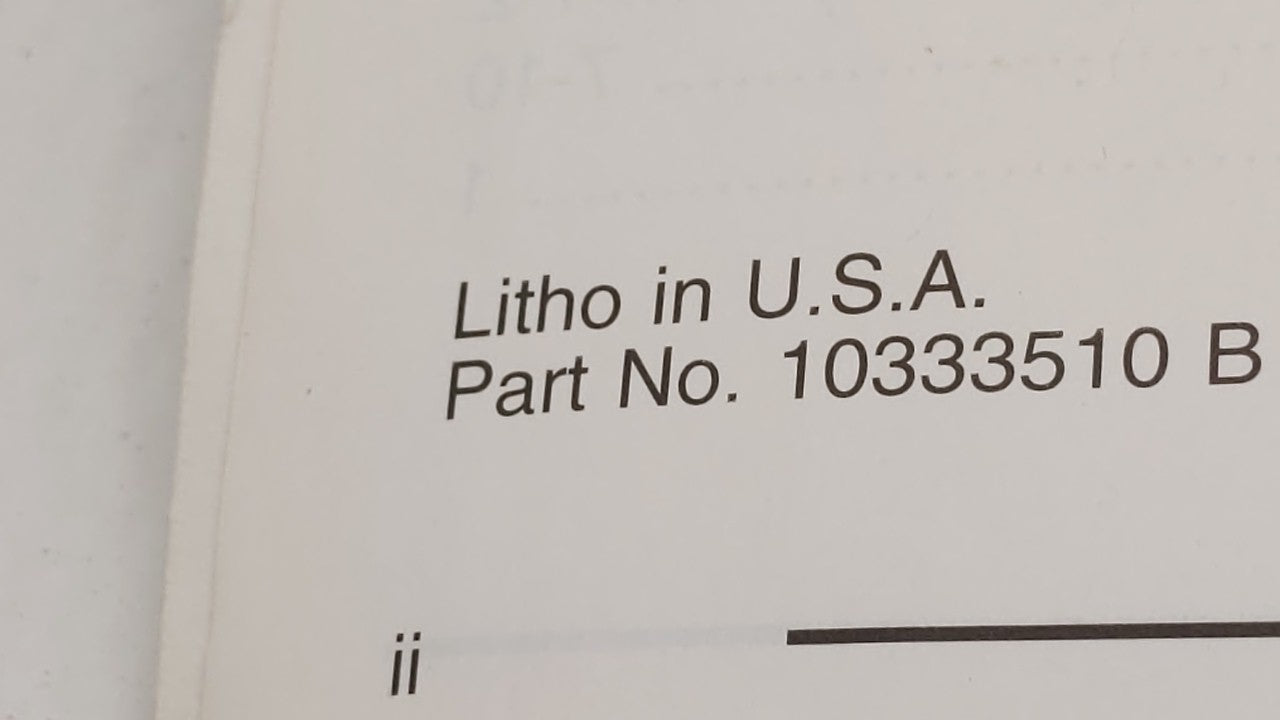 Litho in U.S.A.
Part No. 10333510 B
ii